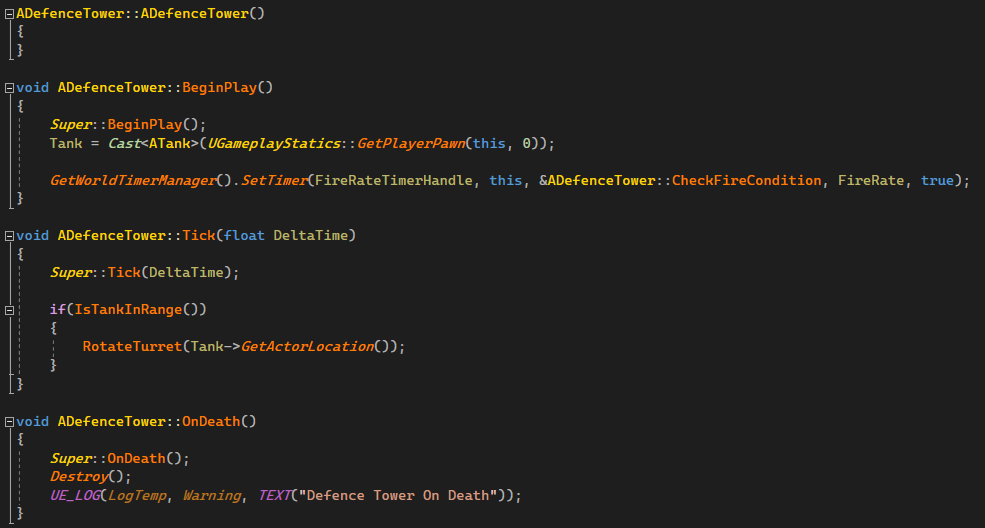 ADefenceTower::ADefenceTower()
{
}
void ADefenceTower::BeginPlay()
{
Super::BeginPlay();
Tank = Cast<ATank>(UGameplayStatics::GetPlayerPawn(this, 0));
GetWorldTimerManager().SetTimer(FireRateTimerHandle, this, &ADefenceTower::CheckFireCondition, FireRate, true);
}
void ADefenceTower::Tick(float DeltaTime)
{
Super::Tick(DeltaTime);
if(IsTankInRange())
{
RotateTurret(Tank->GetActorLocation());
}
}
void ADefenceTower::OnDeath()
{
Super::OnDeath();
Destroy();
UE_LOG(LogTemp, Warning, TEXT("Defence Tower On Death"));
}